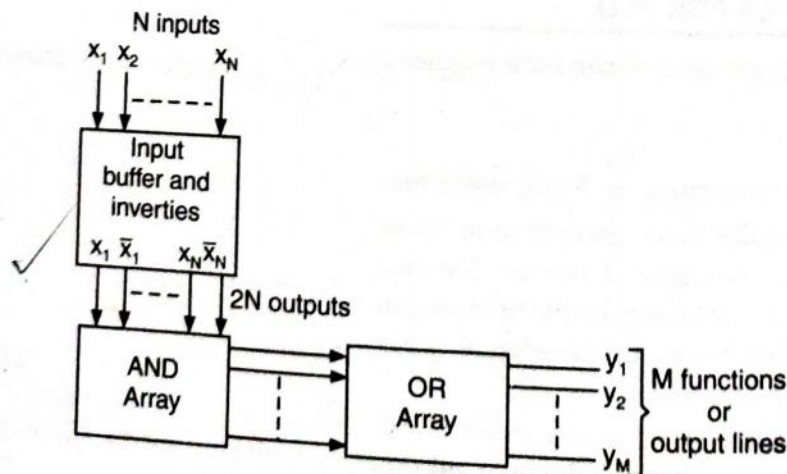 N inputs
x1 x2 xN
Input
buffer and
inverties
x1 x̄1 xN x̄N
2N outputs
AND
Array
OR
Array
y1
y2
yM
M functions
or
output lines